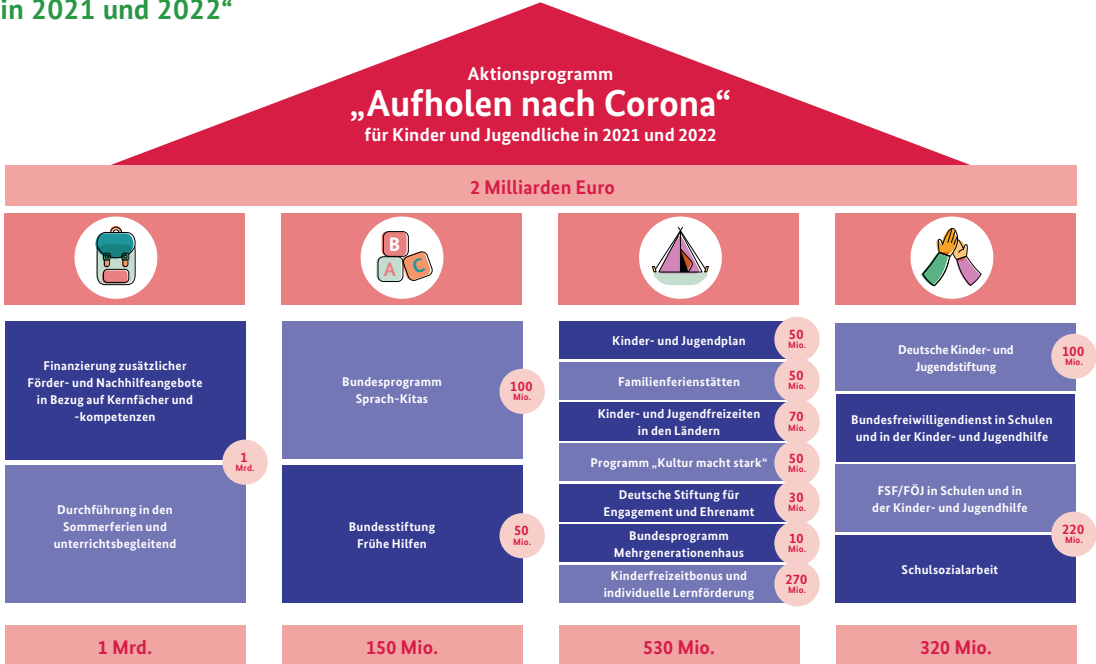 in 2021 und 2022“
Aktionsprogramm
„Aufholen nach Corona“
für Kinder und Jugendliche in 2021 und 2022
2 Milliarden Euro
B
A C
Finanzierung zusätzlicher
Förder- und Nachhilfeangebote
in Bezug auf Kernfächer und
-kompetenzen
1
Mrd.
Durchführung in den
Sommerferien und
unterrichtsbegleitend
1 Mrd.
Bundesprogramm
Sprach-Kitas
100
Mio.
Bundesstiftung
Frühe Hilfen
50
Mio.
150 Mio.
Kinder- und Jugendplan
50
Mio.
Familienferienstätten
50
Mio.
Kinder- und Jugendfreizeiten
in den Ländern
70
Mio.
Programm „Kultur macht stark“
50
Mio.
Deutsche Stiftung für
Engagement und Ehrenamt
30
Mio.
Bundesprogramm
Mehrgenerationenhaus
10
Mio.
Kinderfreizeitbonus und
individuelle Lernförderung
270
Mio.
530 Mio.
Deutsche Kinder- und
Jugendstiftung
100
Mio.
Bundesfreiwilligendienst in Schulen
und in der Kinder- und Jugendhilfe
FSF/FÖJ in Schulen und in
der Kinder- und Jugendhilfe
220
Mio.
Schulsozialarbeit
320 Mio.